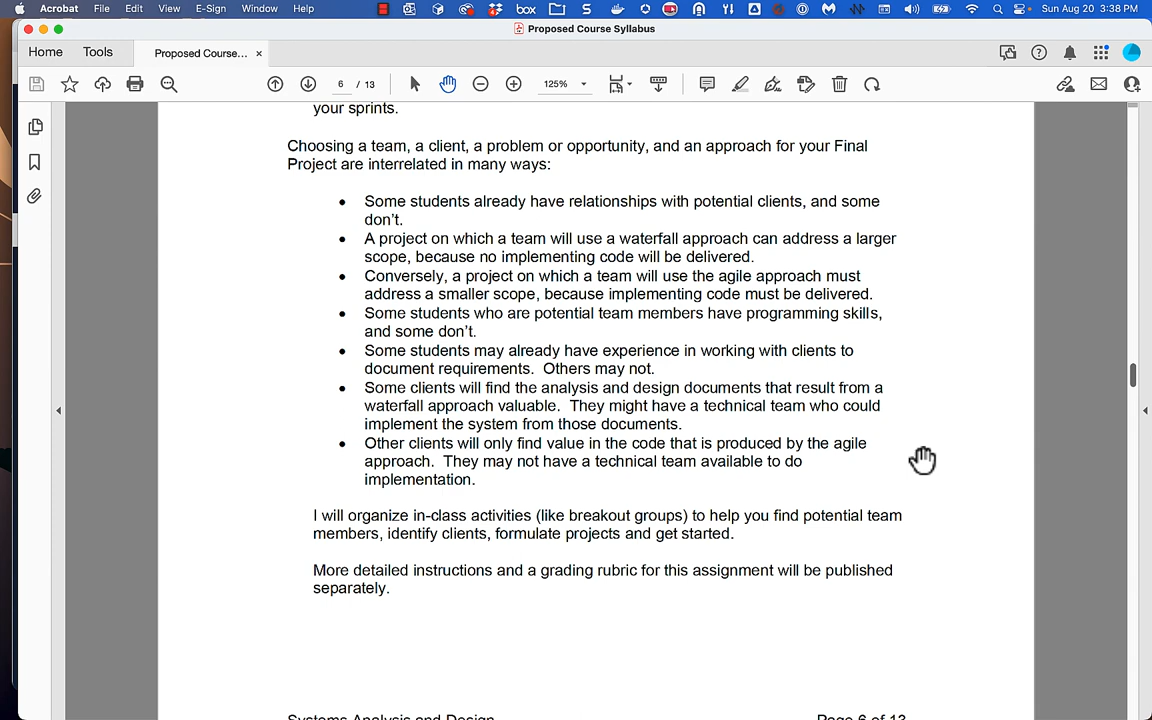 Acrobat File Edit View E-Sign Window Help box S Sun Aug 20 3:38 PM
Proposed Course Syllabus
Home Tools Proposed Course... ×
6 / 13 125%
your sprints.
Choosing a team, a client, a problem or opportunity, and an approach for your Final
Project are interrelated in many ways:
• Some students already have relationships with potential clients, and some
don't.
• A project on which a team will use a waterfall approach can address a larger
scope, because no implementing code will be delivered.
• Conversely, a project on which a team will use the agile approach must
address a smaller scope, because implementing code must be delivered.
• Some students who are potential team members have programming skills,
and some don't.
• Some students may already have experience in working with clients to
document requirements.  Others may not.
• Some clients will find the analysis and design documents that result from a
waterfall approach valuable.  They might have a technical team who could
implement the system from those documents.
• Other clients will only find value in the code that is produced by the agile
approach.  They may not have a technical team available to do
implementation.
I will organize in-class activities (like breakout groups) to help you find potential team
members, identify clients, formulate projects and get started.
More detailed instructions and a grading rubric for this assignment will be published
separately.
Systems Analysis and Design Page 6 of 13